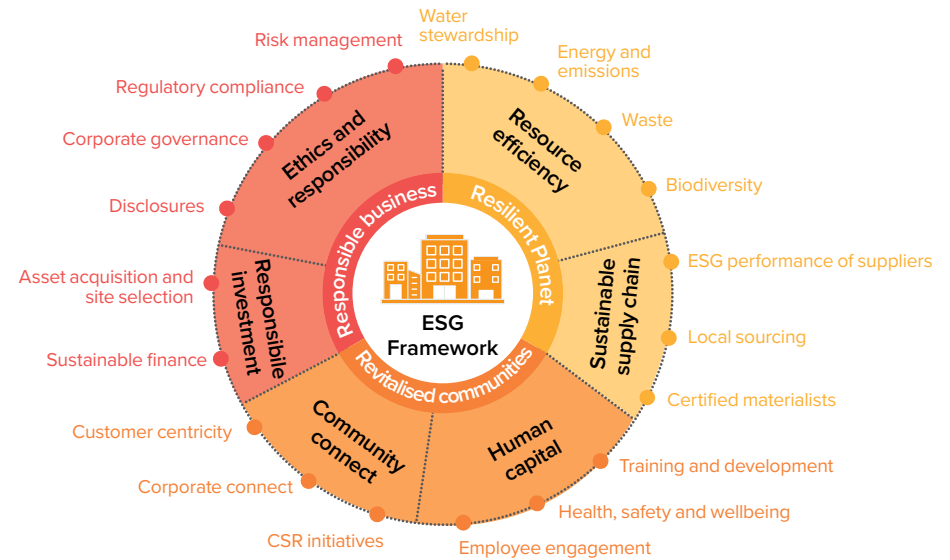 Water
stewardship
Energy and
emissions
Waste
Biodiversity
ESG performance of suppliers
Local sourcing
Certified materialists
Training and development
Health, safety and wellbeing
Employee engagement
CSR initiatives
Corporate connect
Customer centricity
Sustainable finance
Asset acquisition and
site selection
Disclosures
Corporate governance
Regulatory compliance
Risk management
Ethics and
responsibility
Resource
efficiency
Sustainable
supply chain
Human
capital
Community
connect
Responsibile
investment
Responsible business
Resilient Planet
Revitalised communities
ESG
Framework